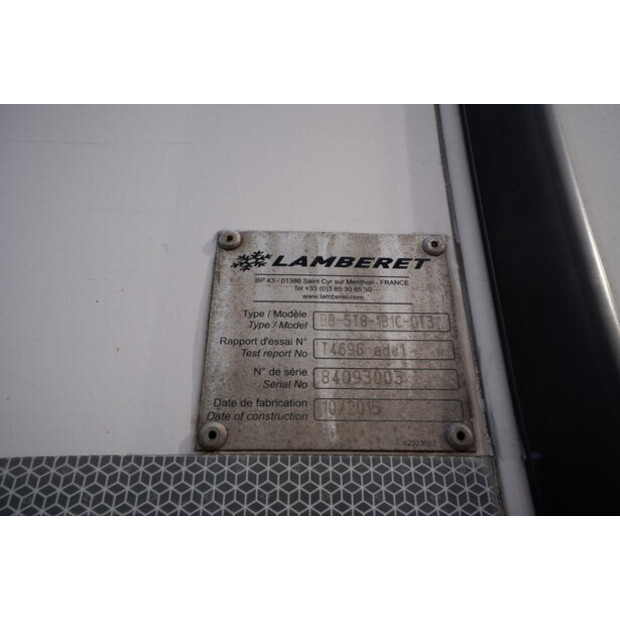 LAMBERET
BP 43 - 01380 Saint Cyr sur Menthon - FRANCE
Tel +33 (0)3 85 30 85 30
www.lamberet.com
Type / Modèle
Type / Model
Rapport d'essai N° T4696 add1
Test report No
N° de série 84093003
Serial No
Date de fabrication 10/2015
Date of construction